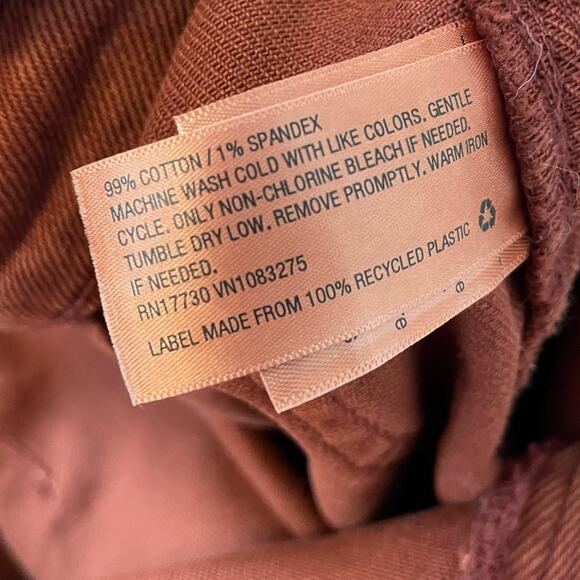 99% COTTON / 1% SPANDEX
MACHINE WASH COLD WITH LIKE COLORS. GENTLE
CYCLE. ONLY NON-CHLORINE BLEACH IF NEEDED.
TUMBLE DRY LOW. REMOVE PROMPTLY. WARM IRON
IF NEEDED.
RN17730 VN1083275
LABEL MADE FROM 100% RECYCLED PLASTIC